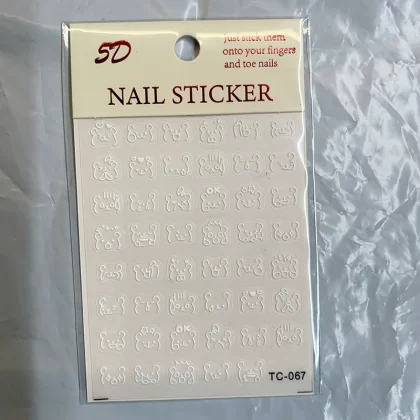 5D
just stick them
onto your fingers
and toe nails
NAIL STICKER
OK
OK
TC-067